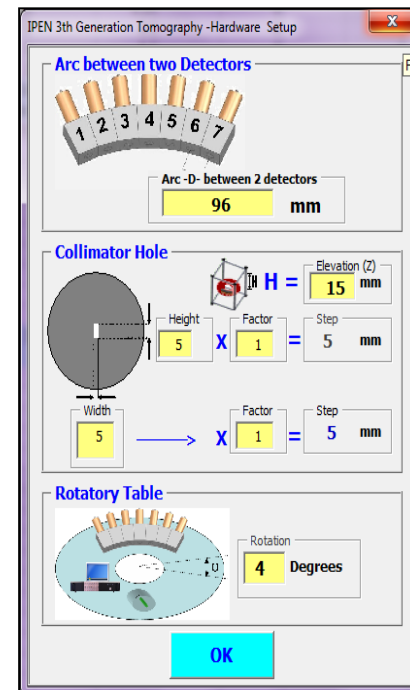 IPEN 3th Generation Tomography -Hardware Setup
X
Arc between two Detectors
1 2 3 4 5 6 7
Arc -D- between 2 detectors
96 mm
Collimator Hole
H H = Elevation (Z) 15 mm
Height Factor Step
5 X 1 = 5 mm
Width Factor Step
5 X 1 = 5 mm
Rotatory Table
Rotation
4 Degrees
OK